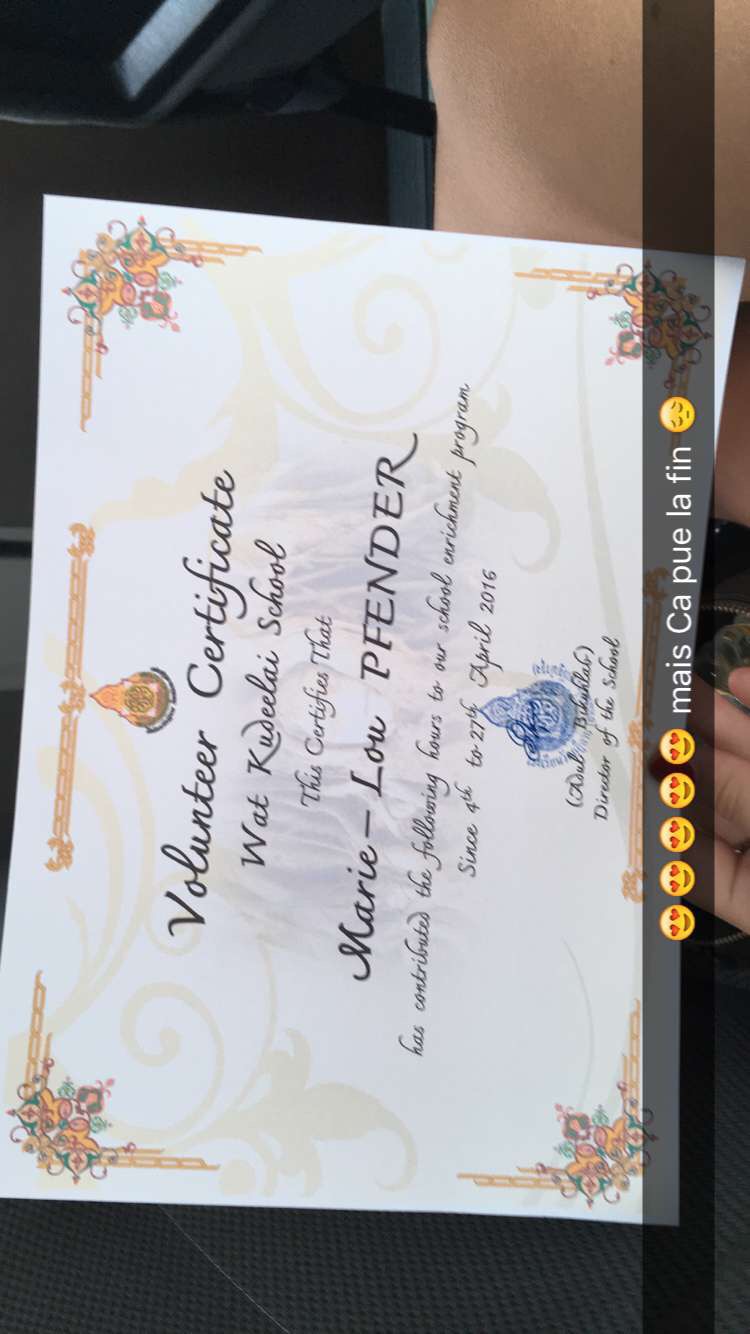 Volunteer Certificate
Wat Kudeelai School
This Certifies That
Marie – Lou PFENDER
has contributed the following hours to our school enrichment program
Since 4th to 27th April 2016
Director of the School
😍😍😍😍😍 mais Ca pue la fin 😔